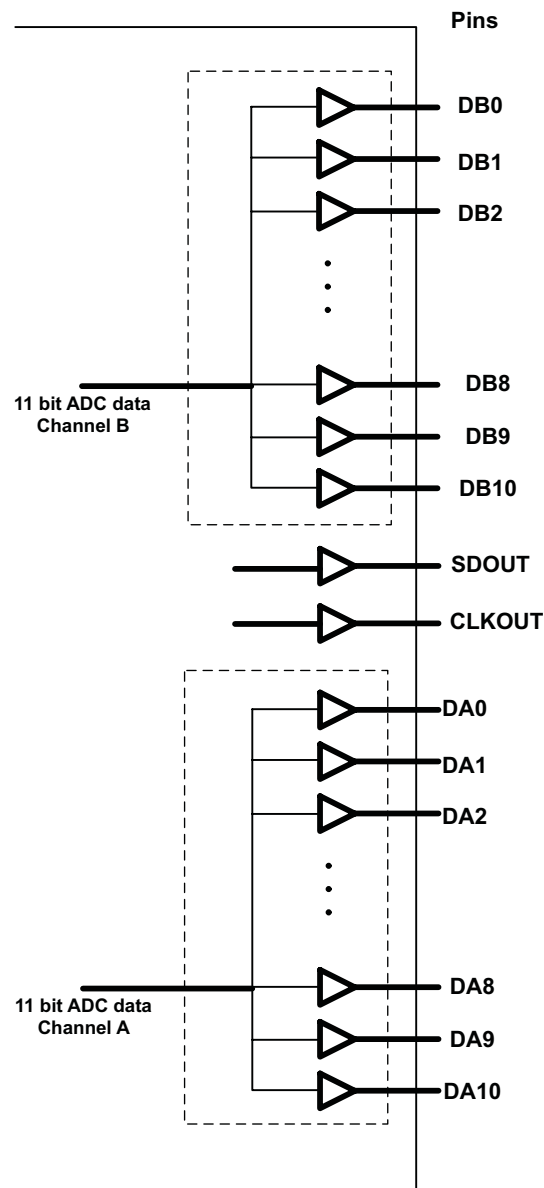 Pins
DB0
DB1
DB2
DB8
11 bit ADC data
Channel B
DB9
DB10
SDOUT
CLKOUT
DA0
DA1
DA2
DA8
11 bit ADC data
Channel A
DA9
DA10